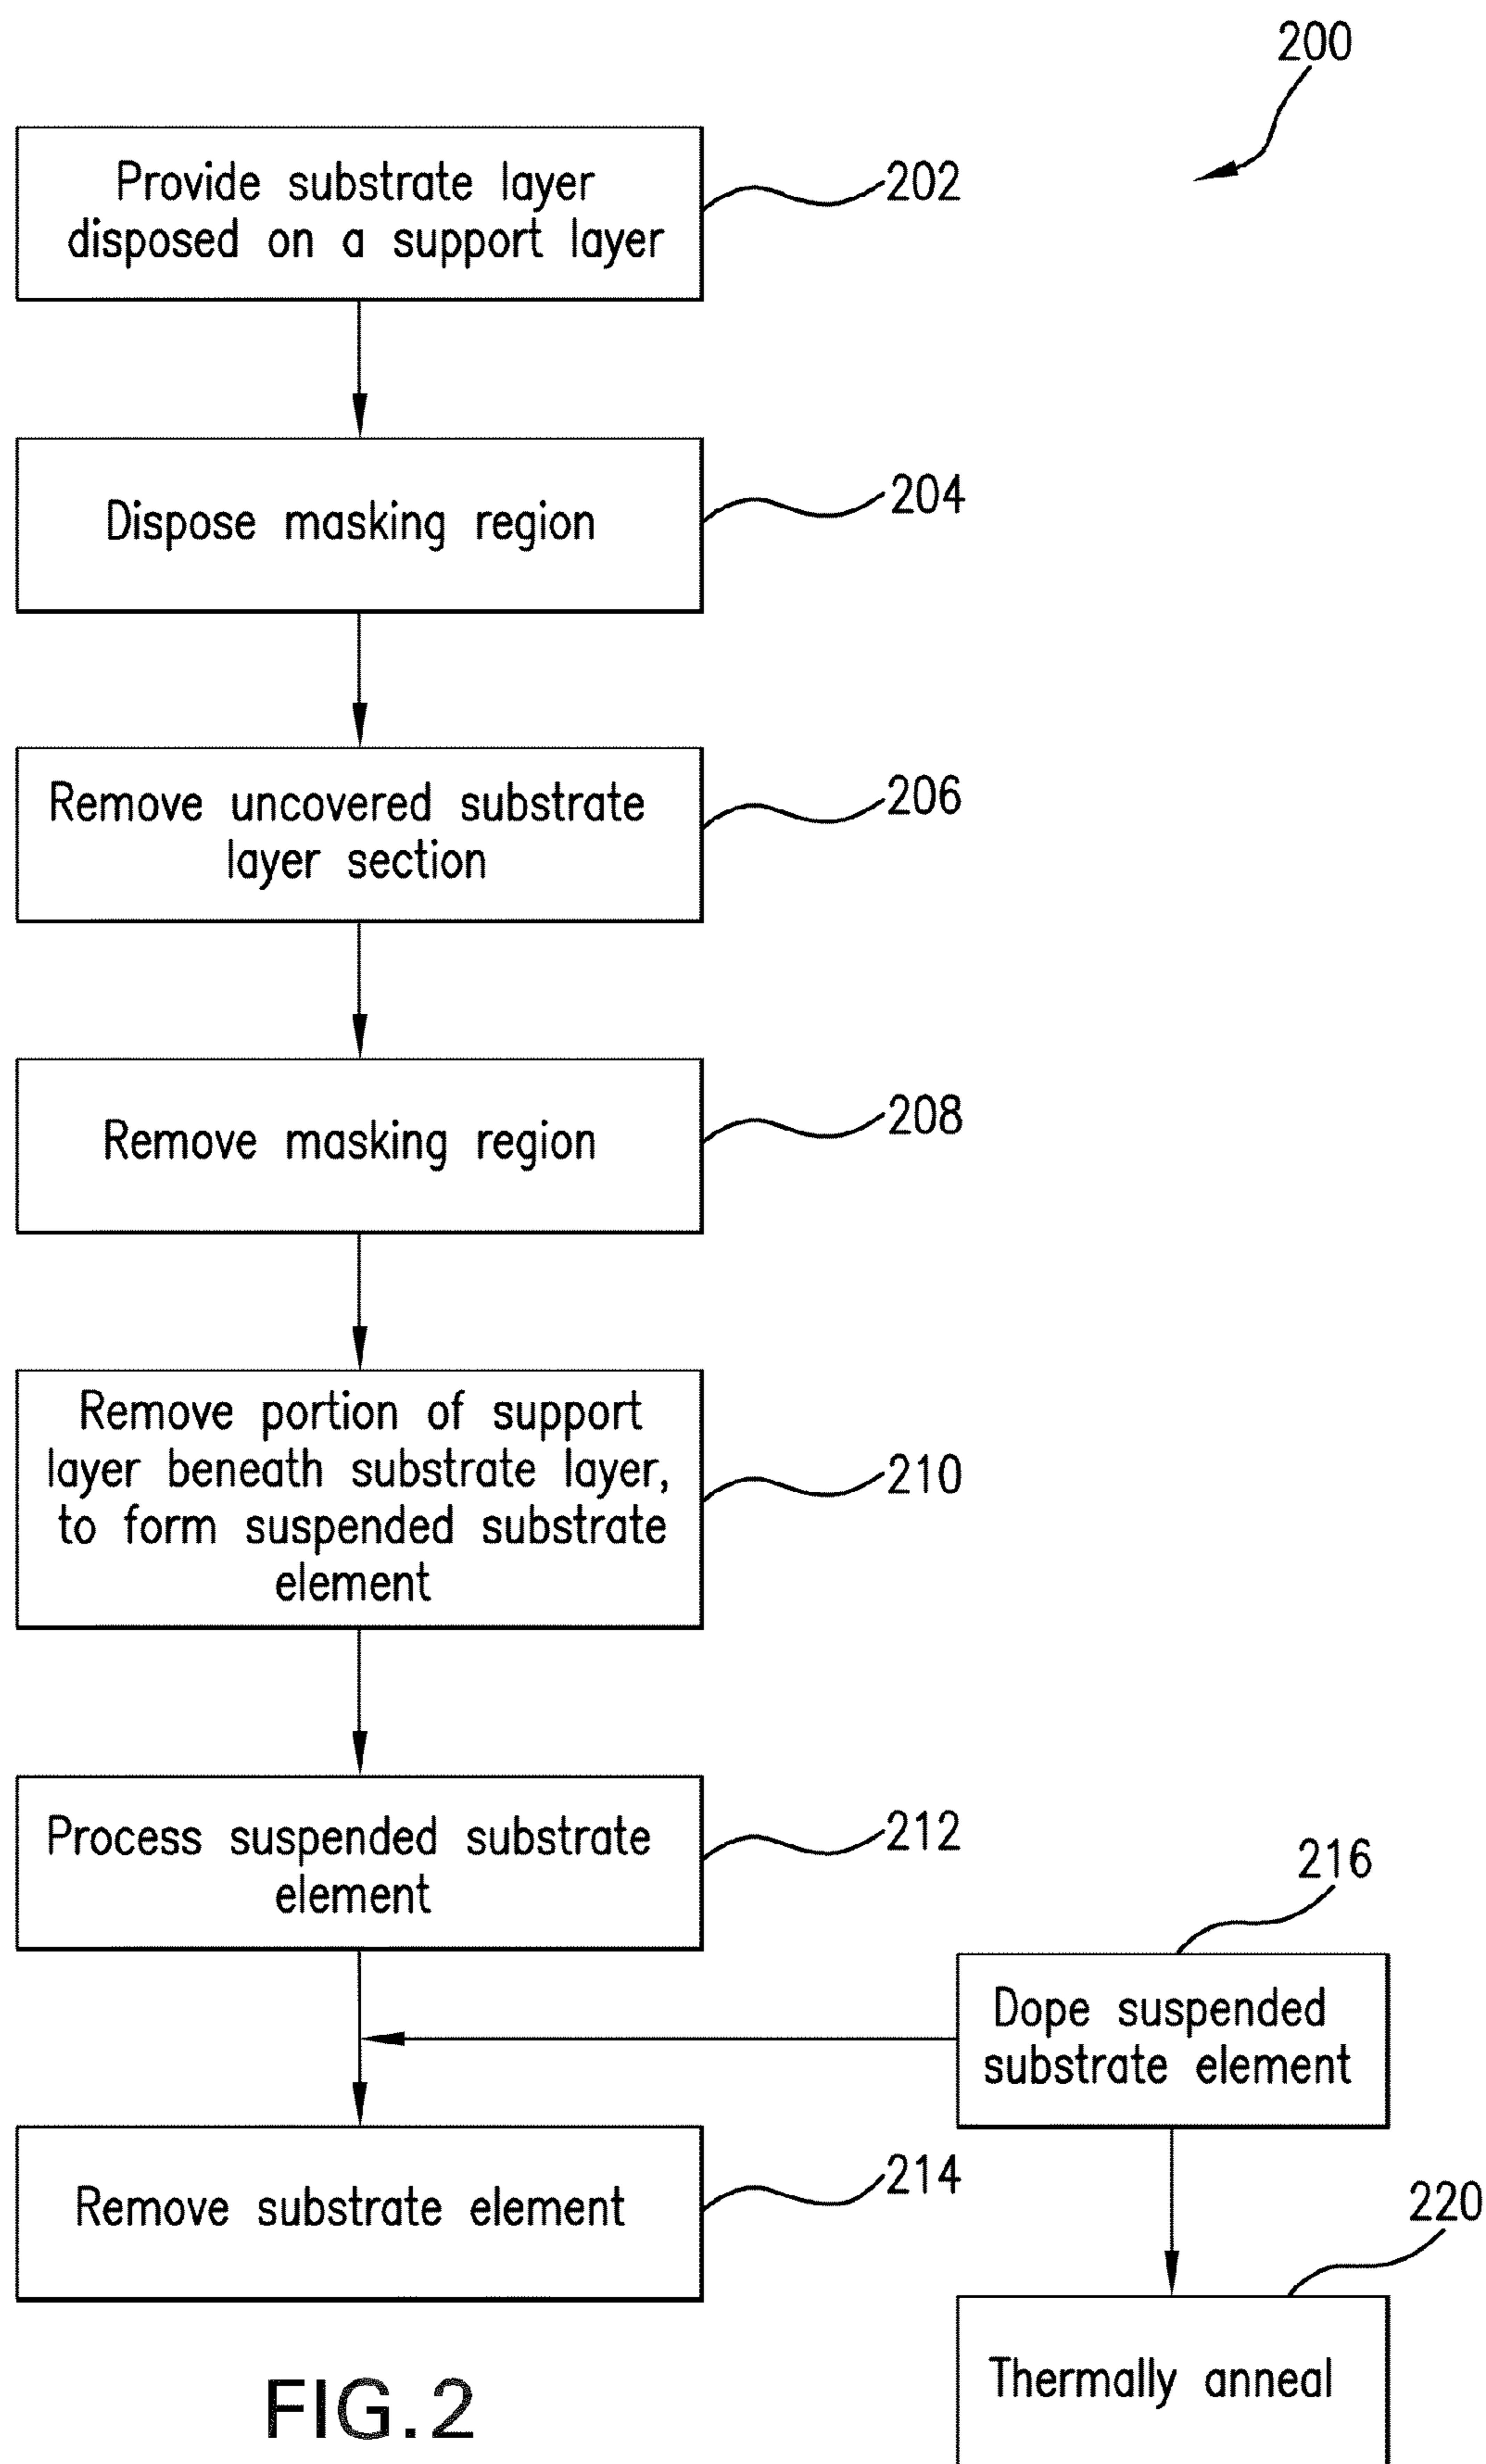 200
Provide substrate layer
disposed on a support layer
202
Dispose masking region
204
Remove uncovered substrate
layer section
206
Remove masking region
208
Remove portion of support
layer beneath substrate layer,
to form suspended substrate
element
210
Process suspended substrate
element
212
216
Dope suspended
substrate element
Remove substrate element
214
220
Thermally anneal
FIG.2